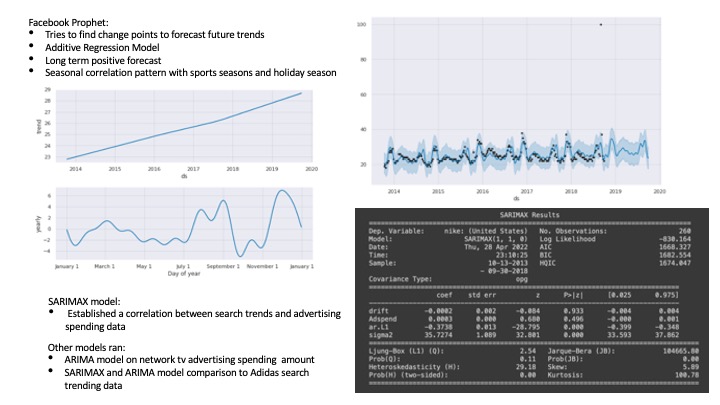 Facebook Prophet:
• Tries to find change points to forecast future trends
• Additive Regression Model
• Long term positive forecast
• Seasonal correlation pattern with sports seasons and holiday season
29
28
27
26
25
24
23
trend
2014 2015 2016 2017 2018 2019 2020
ds
6
4
2
0
−2
−4
yearly
January 1 March 1 May 1 July 1 September 1 November 1 January 1
Day of year
SARIMAX model:
• Established a correlation between search trends and advertising
spending data
Other models ran:
• ARIMA model on network tv advertising spending amount
• SARIMAX and ARIMA model comparison to Adidas search
trending data
100
80
60
40
20
2014 2015 2016 2017 2018 2019 2020
ds
SARIMAX Results
Dep. Variable: nike: (United States) No. Observations: 260
Model: SARIMAX(1, 1, 0) Log Likelihood -830.164
Date: Thu, 28 Apr 2022 AIC 1668.327
Time: 23:10:25 BIC 1682.554
Sample: 10-13-2013 HQIC 1674.047
- 09-30-2018
Covariance Type: opg
coef std err z P>|z| [0.025 0.975]
drift -0.0002 0.002 -0.084 0.933 -0.004 0.004
Adspend 0.0003 0.000 0.680 0.496 -0.000 0.001
ar.L1 -0.3738 0.013 -28.795 0.000 -0.399 -0.348
sigma2 35.7274 1.089 32.801 0.000 33.593 37.862
Ljung-Box (L1) (Q): 2.54 Jarque-Bera (JB): 104665.80
Prob(Q): 0.11 Prob(JB): 0.00
Heteroskedasticity (H): 29.18 Skew: 5.89
Prob(H) (two-sided): 0.00 Kurtosis: 100.78